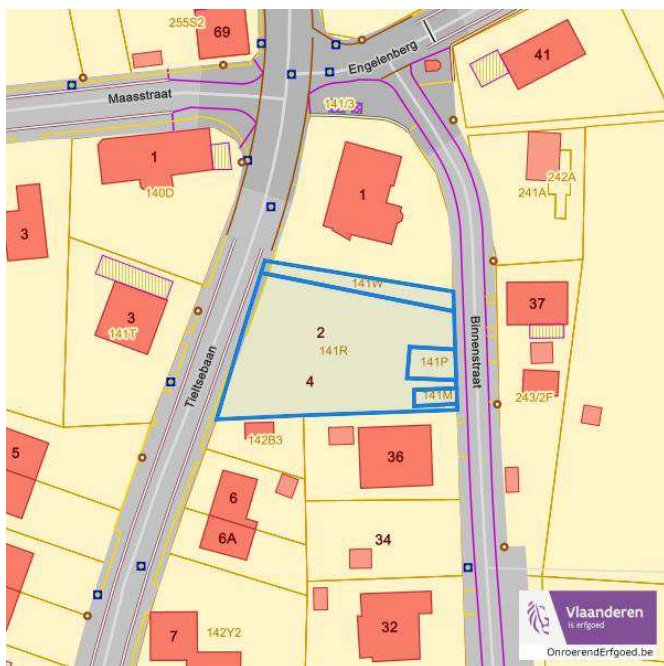 255S2
69
Engelenberg
41
Maasstraat
141/3
1
140D
1
242A
241A
3
141W
37
3
141T
2
141R
141P
4
141M
Binnenstraat
Tieltsebaan
243/2F
142B3
36
5
6
6A
34
32
7
142Y2
Vlaanderen
is erfgoed
OnroerendErfgoed.be